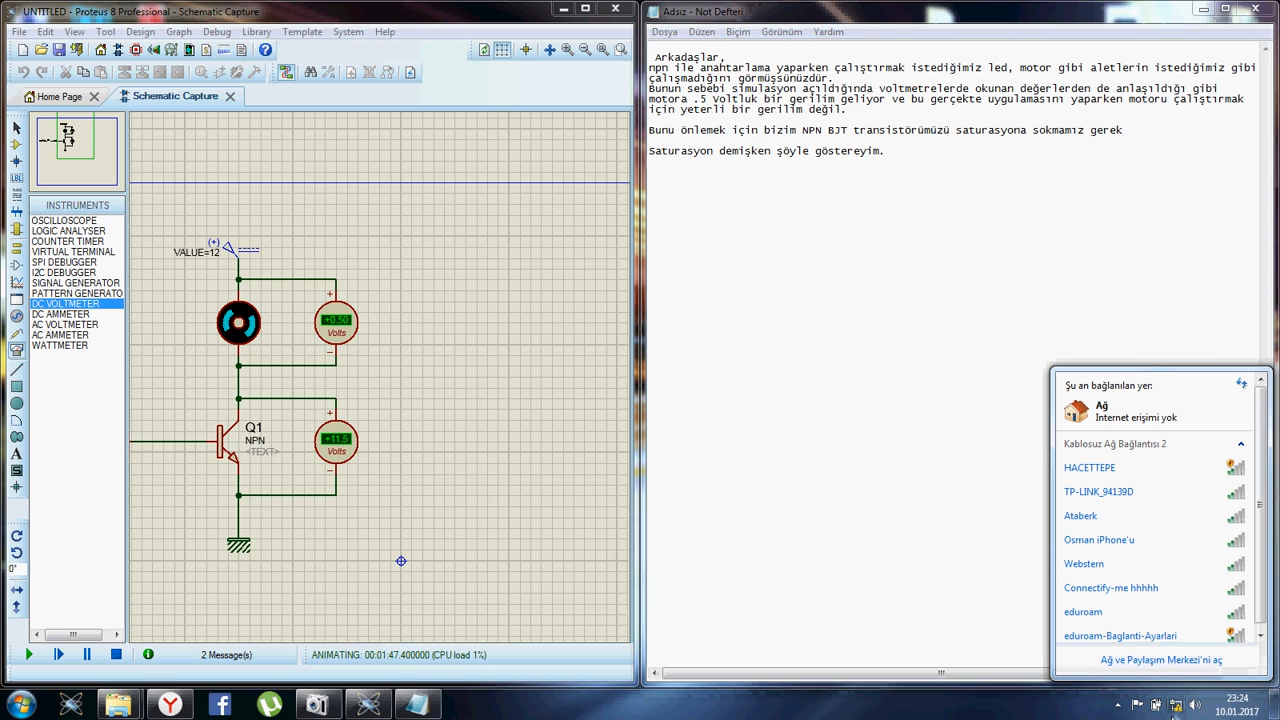 UNTITLED - Proteus 8 Professional - Schematic Capture
File Edit View Tool Design Graph Debug Library Template System Help
Home Page
Schematic Capture
INSTRUMENTS
OSCILLOSCOPE
LOGIC ANALYSER
COUNTER TIMER
VIRTUAL TERMINAL
SPI DEBUGGER
I2C DEBUGGER
SIGNAL GENERATOR
PATTERN GENERATO
DC VOLTMETER
DC AMMETER
AC VOLTMETER
AC AMMETER
WATTMETER
LBL
0°
(+)
VALUE=12
+
+0.50
Volts
−
+
+11.5
Volts
−
Q1
NPN
<TEXT>
2 Message(s)
ANIMATING: 00:01:47.400000 (CPU load 1%)
Adsız - Not Defteri
Dosya Düzen Biçim Görünüm Yardım
Arkadaşlar,
npn ile anahtarlama yaparken çalıştırmak istediğimiz led, motor gibi aletlerin istediğimiz gibi
çalışmadığını görmüşsünüzdür.
Bunun sebebi simulasyon açıldığında voltmetrelerde okunan değerlerden de anlaşıldığı gibi
motora .5 Voltluk bir gerilim geliyor ve bu gerçekte uygulamasını yaparken motoru çalıştırmak
için yeterli bir gerilim değil.
Bunu önlemek için bizim NPN BJT transistörümüzü saturasyona sokmamız gerek
Saturasyon demişken şöyle göstereyim.
Şu an bağlanılan yer:
Ağ
Internet erişimi yok
Kablosuz Ağ Bağlantısı 2
HACETTEPE
TP-LINK_94139D
Ataberk
Osman iPhone'u
Webstern
Connectify-me hhhhh
eduroam
eduroam-Baglanti-Ayarlari
Ağ ve Paylaşım Merkezi'ni aç
23:24
10.01.2017